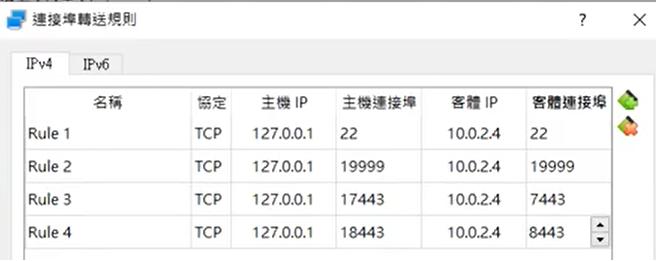 連接埠轉送規則
IPv4 IPv6
名稱 協定 主機 IP 主機連接埠 客體 IP 客體連接埠
Rule 1 TCP 127.0.0.1 22 10.0.2.4 22
Rule 2 TCP 127.0.0.1 19999 10.0.2.4 19999
Rule 3 TCP 127.0.0.1 17443 10.0.2.4 7443
Rule 4 TCP 127.0.0.1 18443 10.0.2.4 8443